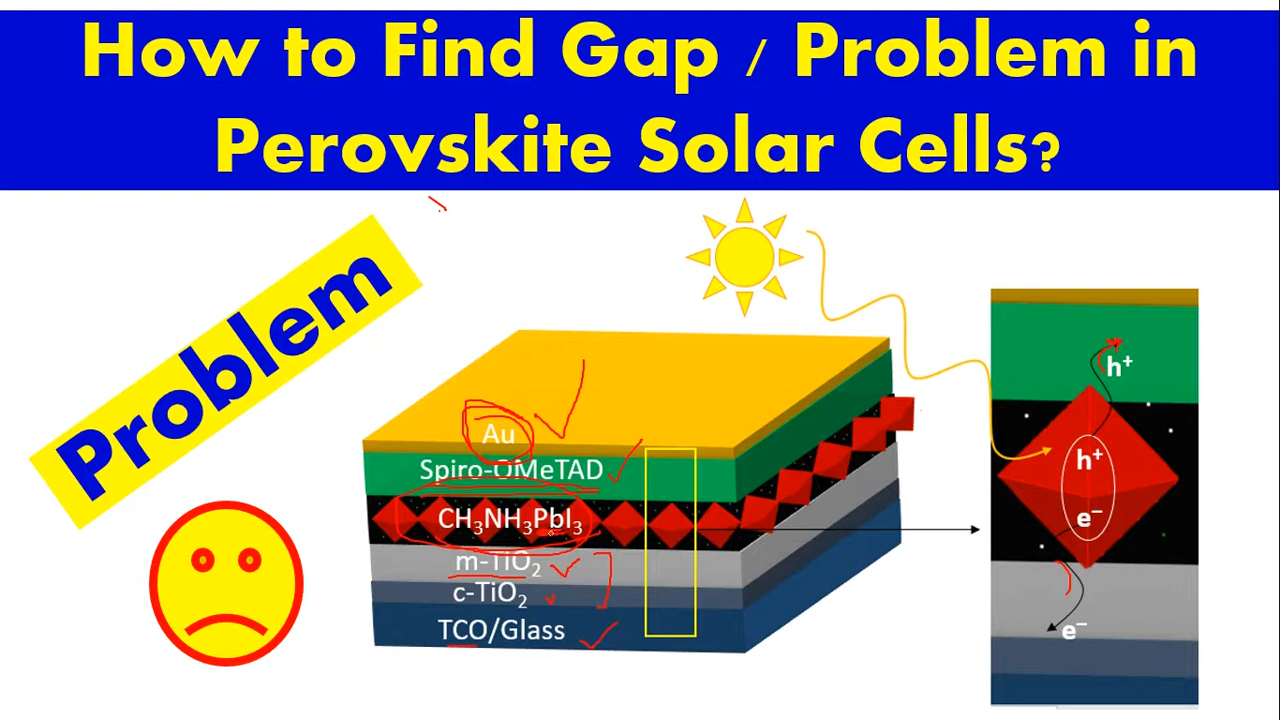 How to Find Gap / Problem in
Perovskite Solar Cells?
Problem
Au
Spiro-OMeTAD
CH₃NH₃PbI₃
m-TiO₂
c-TiO₂
TCO/Glass
h⁺
h⁺
e⁻
e⁻